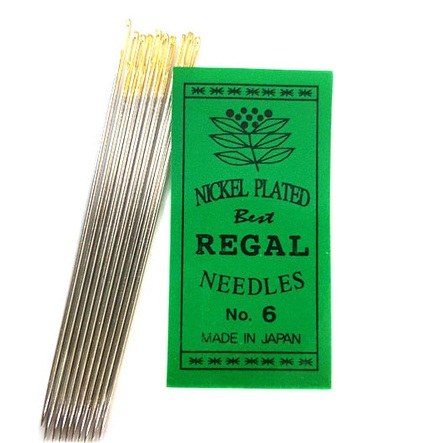 NICKEL PLATED
Best
REGAL
NEEDLES
No. 6
MADE IN JAPAN